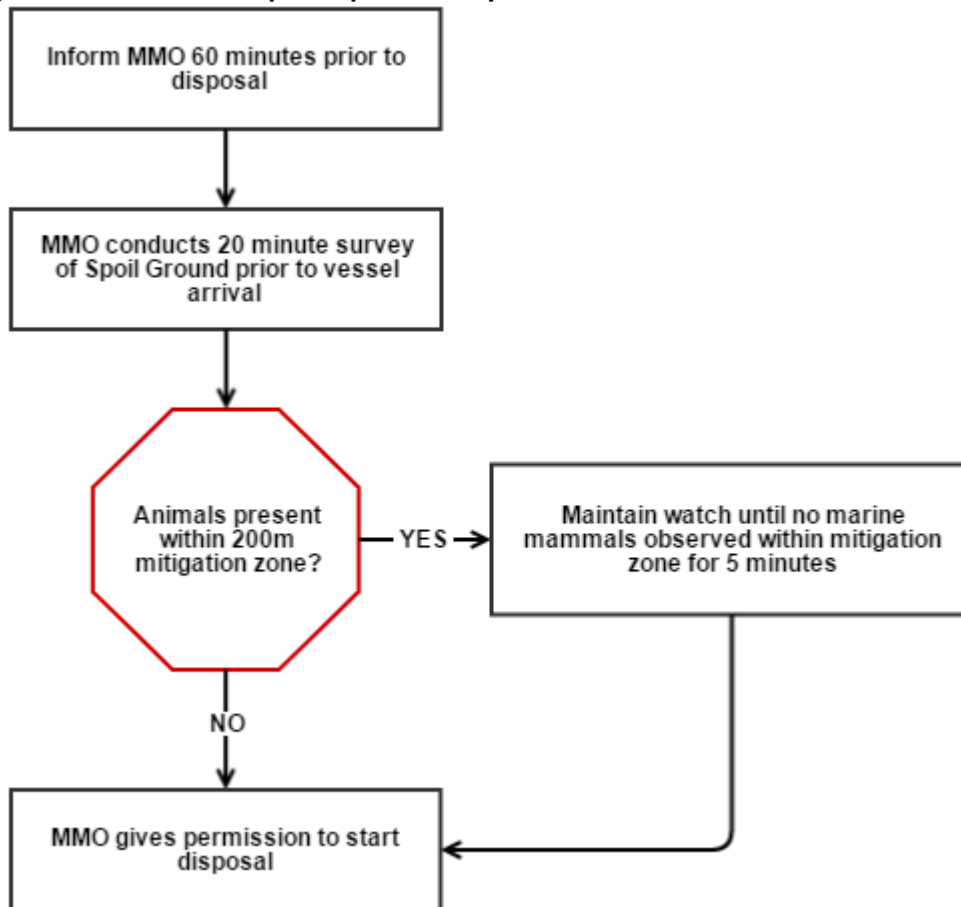 Inform MMO 60 minutes prior to
disposal
MMO conducts 20 minute survey
of Spoil Ground prior to vessel
arrival
Animals present
within 200m
mitigation zone?
YES
Maintain watch until no marine
mammals observed within mitigation
zone for 5 minutes
NO
MMO gives permission to start
disposal